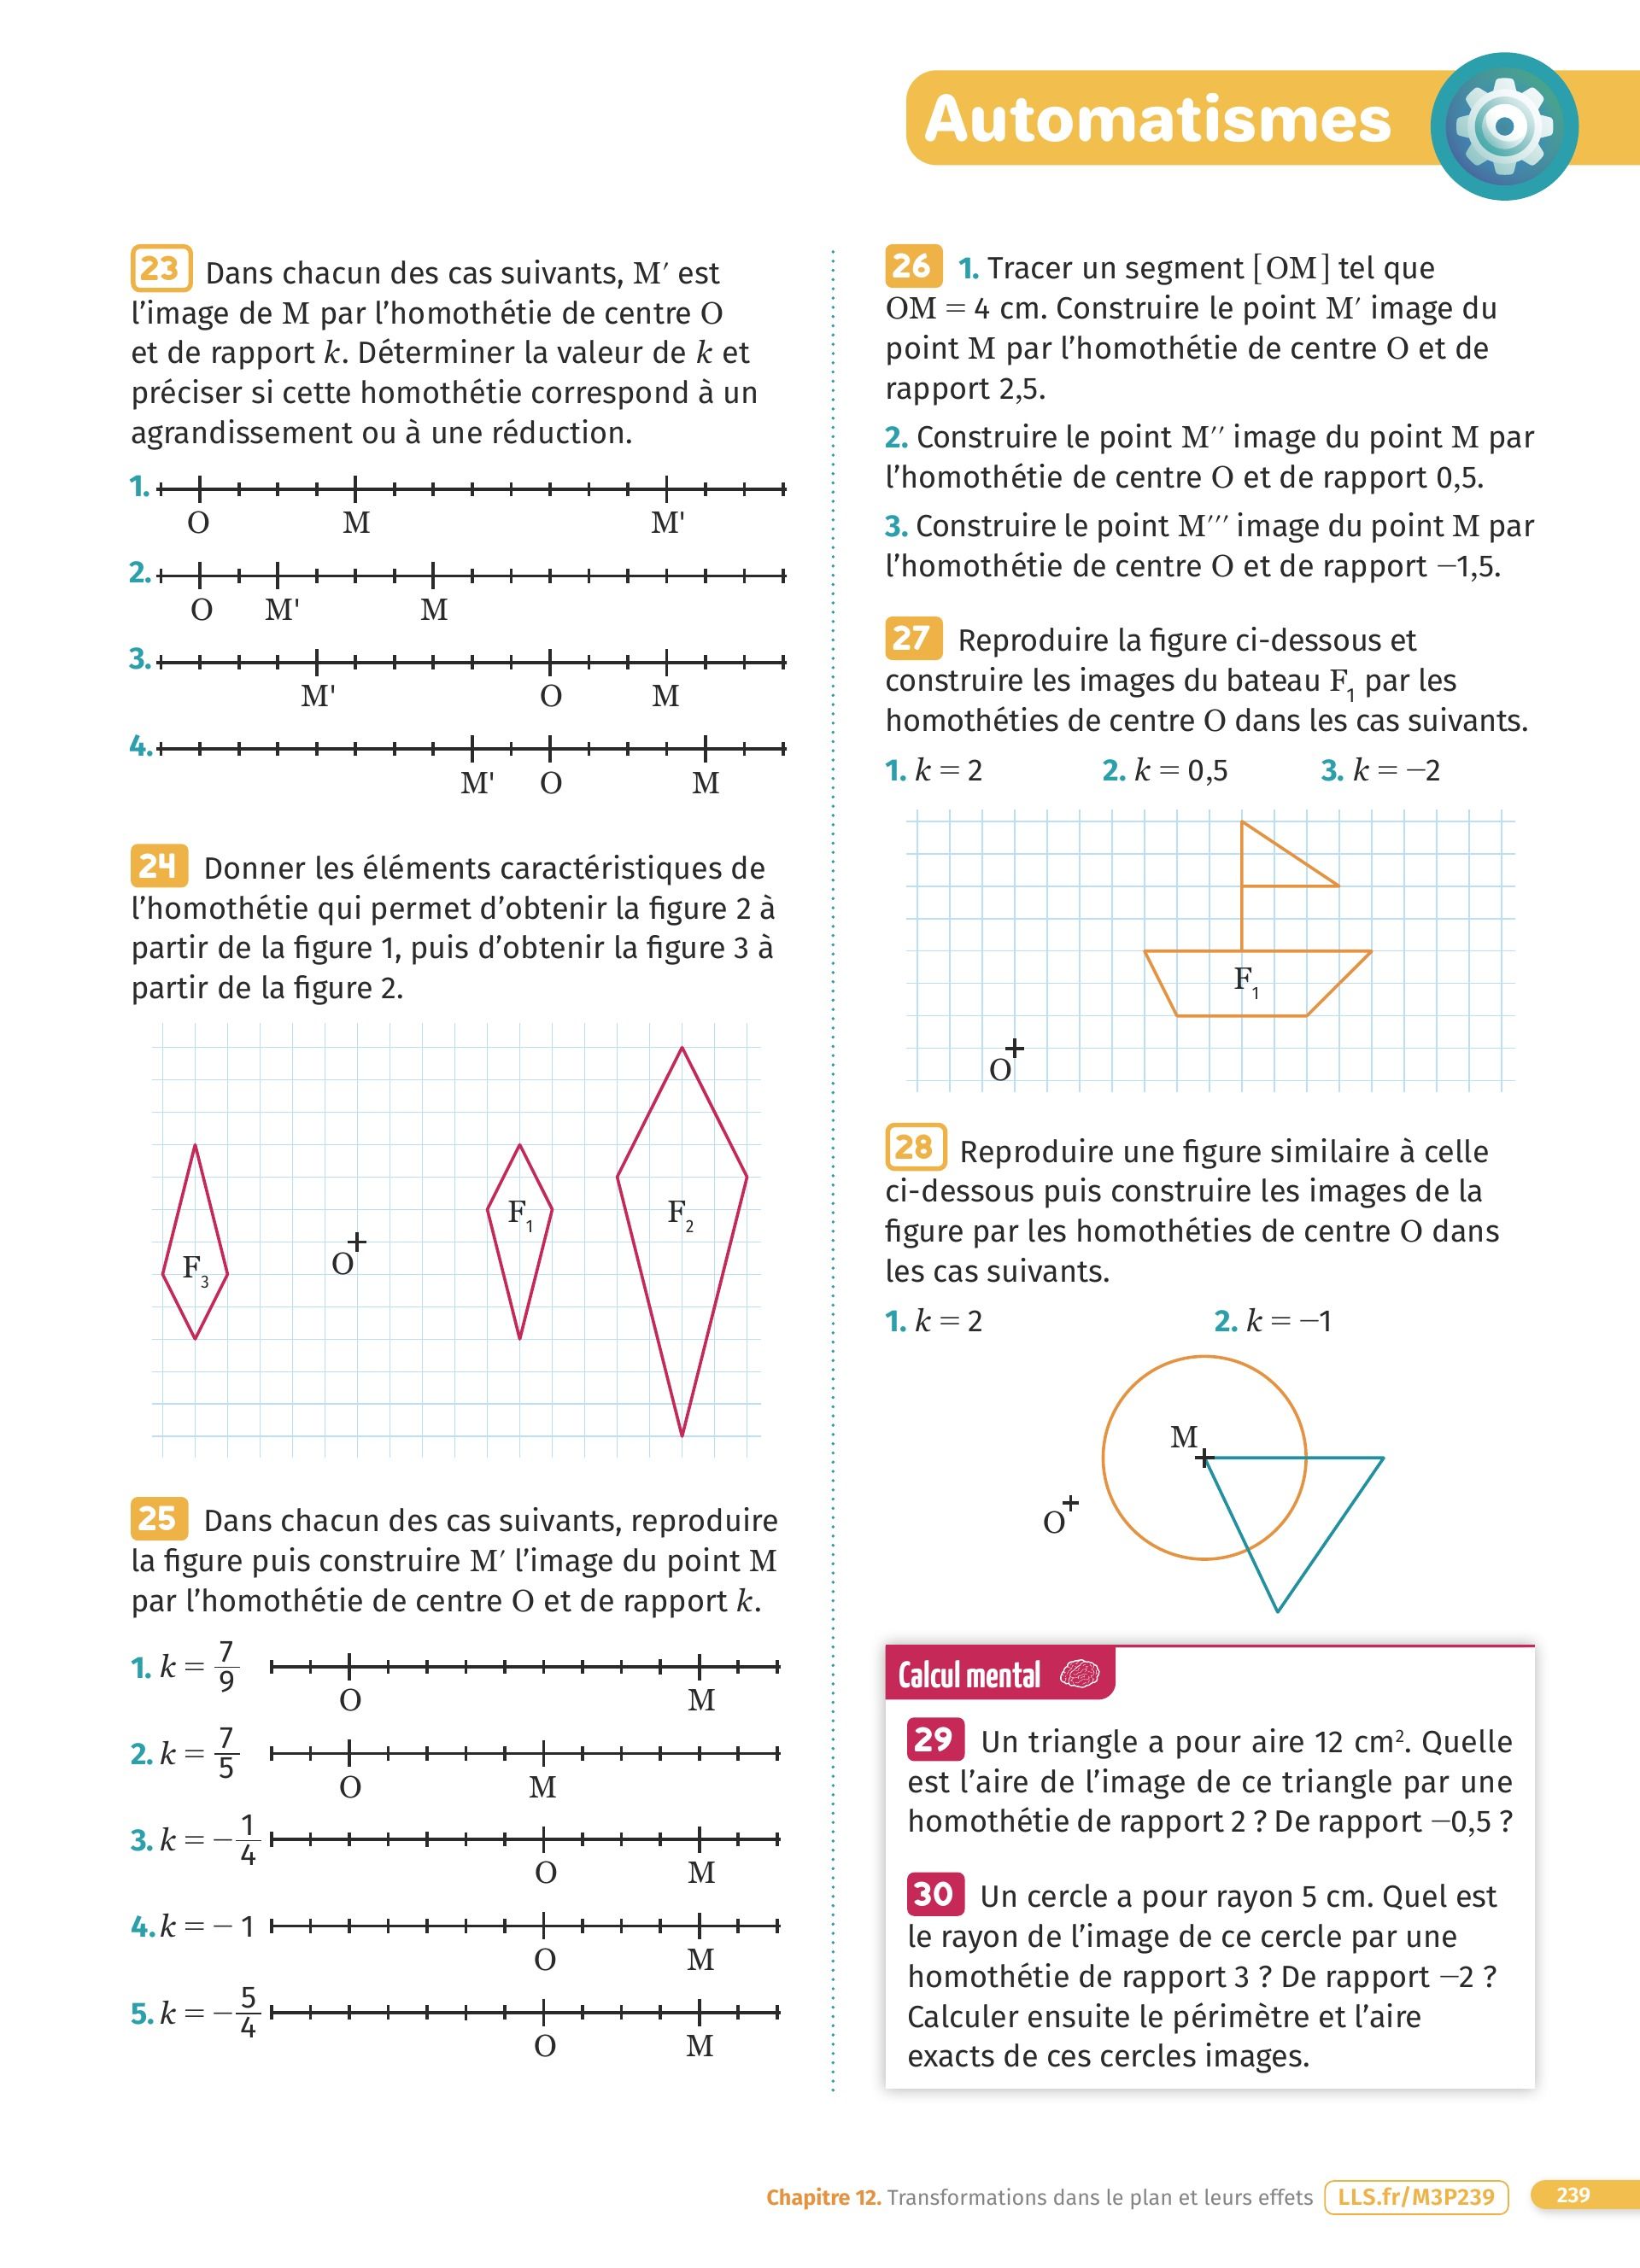 Automatismes
23 Dans chacun des cas suivants, M′ est
l’image de M par l’homothétie de centre O
et de rapport k. Déterminer la valeur de k et
préciser si cette homothétie correspond à un
agrandissement ou à une réduction.
1.
O M M'
2.
O M' M
3.
M' O M
4.
M' O M
24 Donner les éléments caractéristiques de
l’homothétie qui permet d’obtenir la figure 2 à
partir de la figure 1, puis d’obtenir la figure 3 à
partir de la figure 2.
F₁ F₂
O
F₃
25 Dans chacun des cas suivants, reproduire
la figure puis construire M′ l’image du point M
par l’homothétie de centre O et de rapport k.
1. k = 7/9
O M
2. k = 7/5
O M
3. k = −1/4
O M
4. k = − 1
O M
5. k = −5/4
O M
26 1. Tracer un segment [OM] tel que
OM = 4 cm. Construire le point M′ image du
point M par l’homothétie de centre O et de
rapport 2,5.
2. Construire le point M′′ image du point M par
l’homothétie de centre O et de rapport 0,5.
3. Construire le point M′′′ image du point M par
l’homothétie de centre O et de rapport −1,5.
27 Reproduire la figure ci-dessous et
construire les images du bateau F₁ par les
homothéties de centre O dans les cas suivants.
1. k = 2 2. k = 0,5 3. k = −2
F₁
O
28 Reproduire une figure similaire à celle
ci-dessous puis construire les images de la
figure par les homothéties de centre O dans
les cas suivants.
1. k = 2 2. k = −1
M
O
Calcul mental
29 Un triangle a pour aire 12 cm². Quelle
est l’aire de l’image de ce triangle par une
homothétie de rapport 2 ? De rapport −0,5 ?
30 Un cercle a pour rayon 5 cm. Quel est
le rayon de l’image de ce cercle par une
homothétie de rapport 3 ? De rapport −2 ?
Calculer ensuite le périmètre et l’aire
exacts de ces cercles images.
Chapitre 12. Transformations dans le plan et leurs effets LLS.fr/M3P239 239